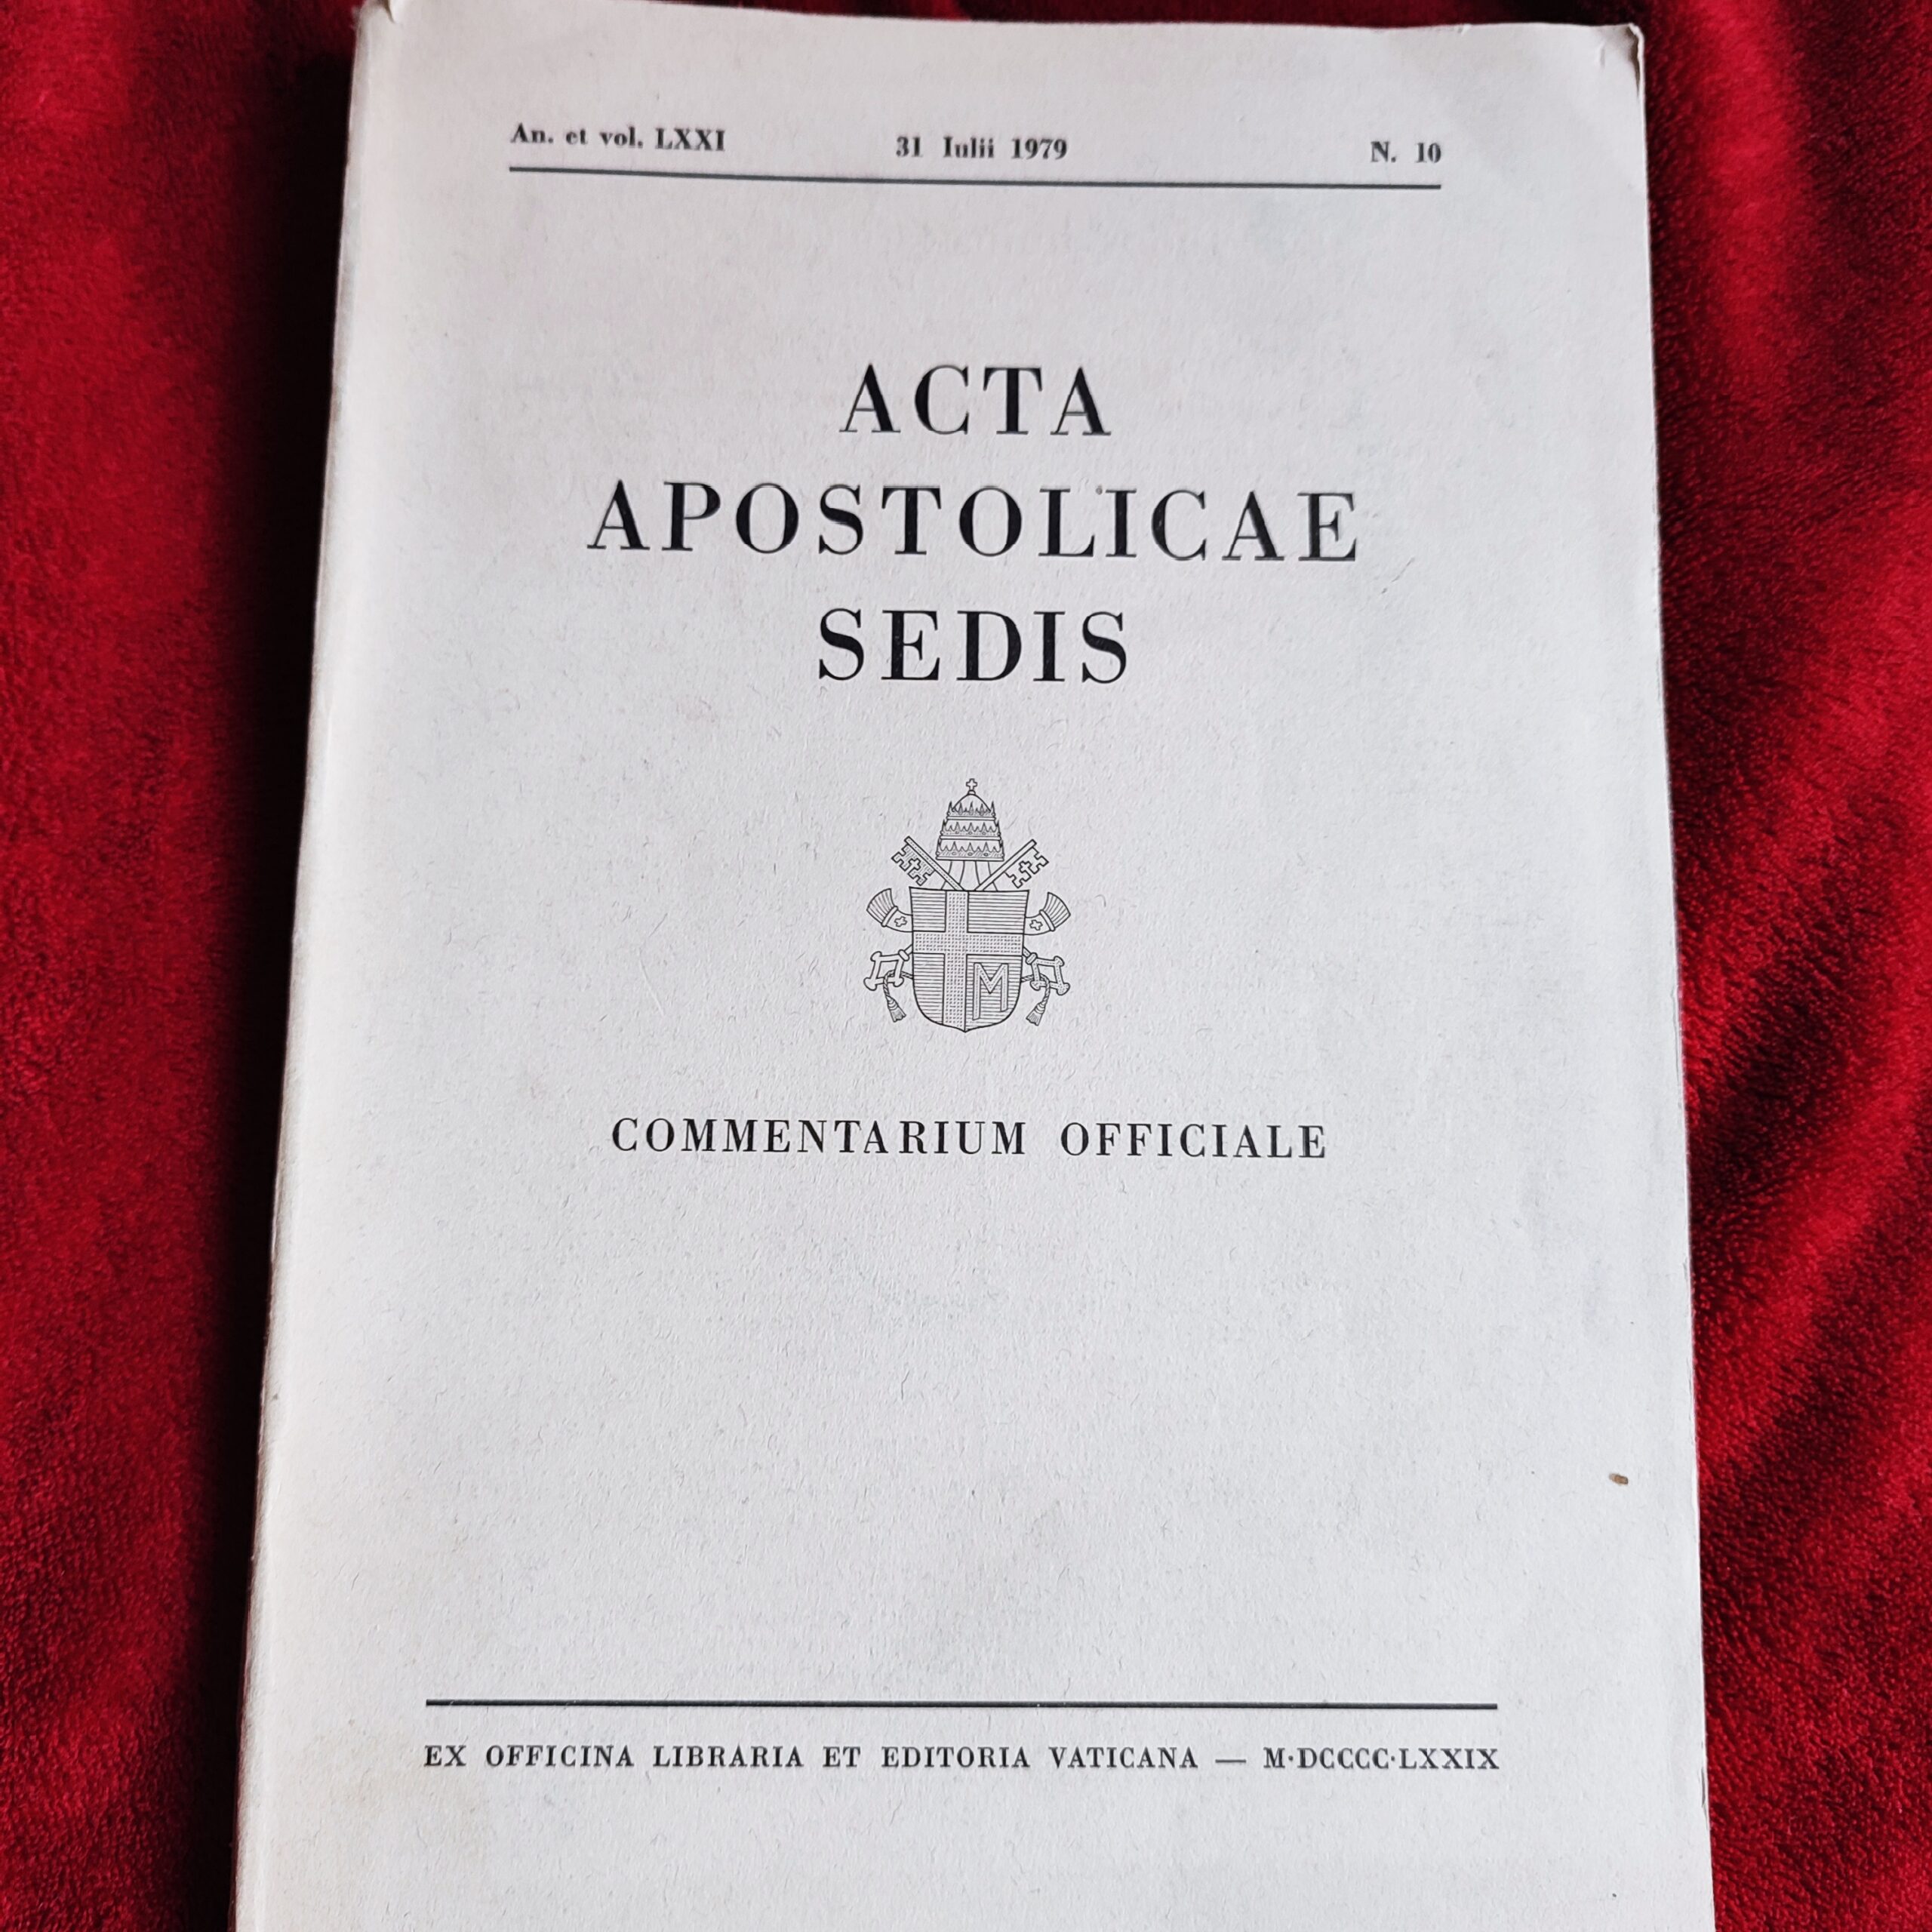 An. et vol. LXXI 31 Iulii 1979 N. 10
ACTA
APOSTOLICAE
SEDIS
M
COMMENTARIUM OFFICIALE
EX OFFICINA LIBRARIA ET EDITORIA VATICANA — M·DCCCC·LXXIX